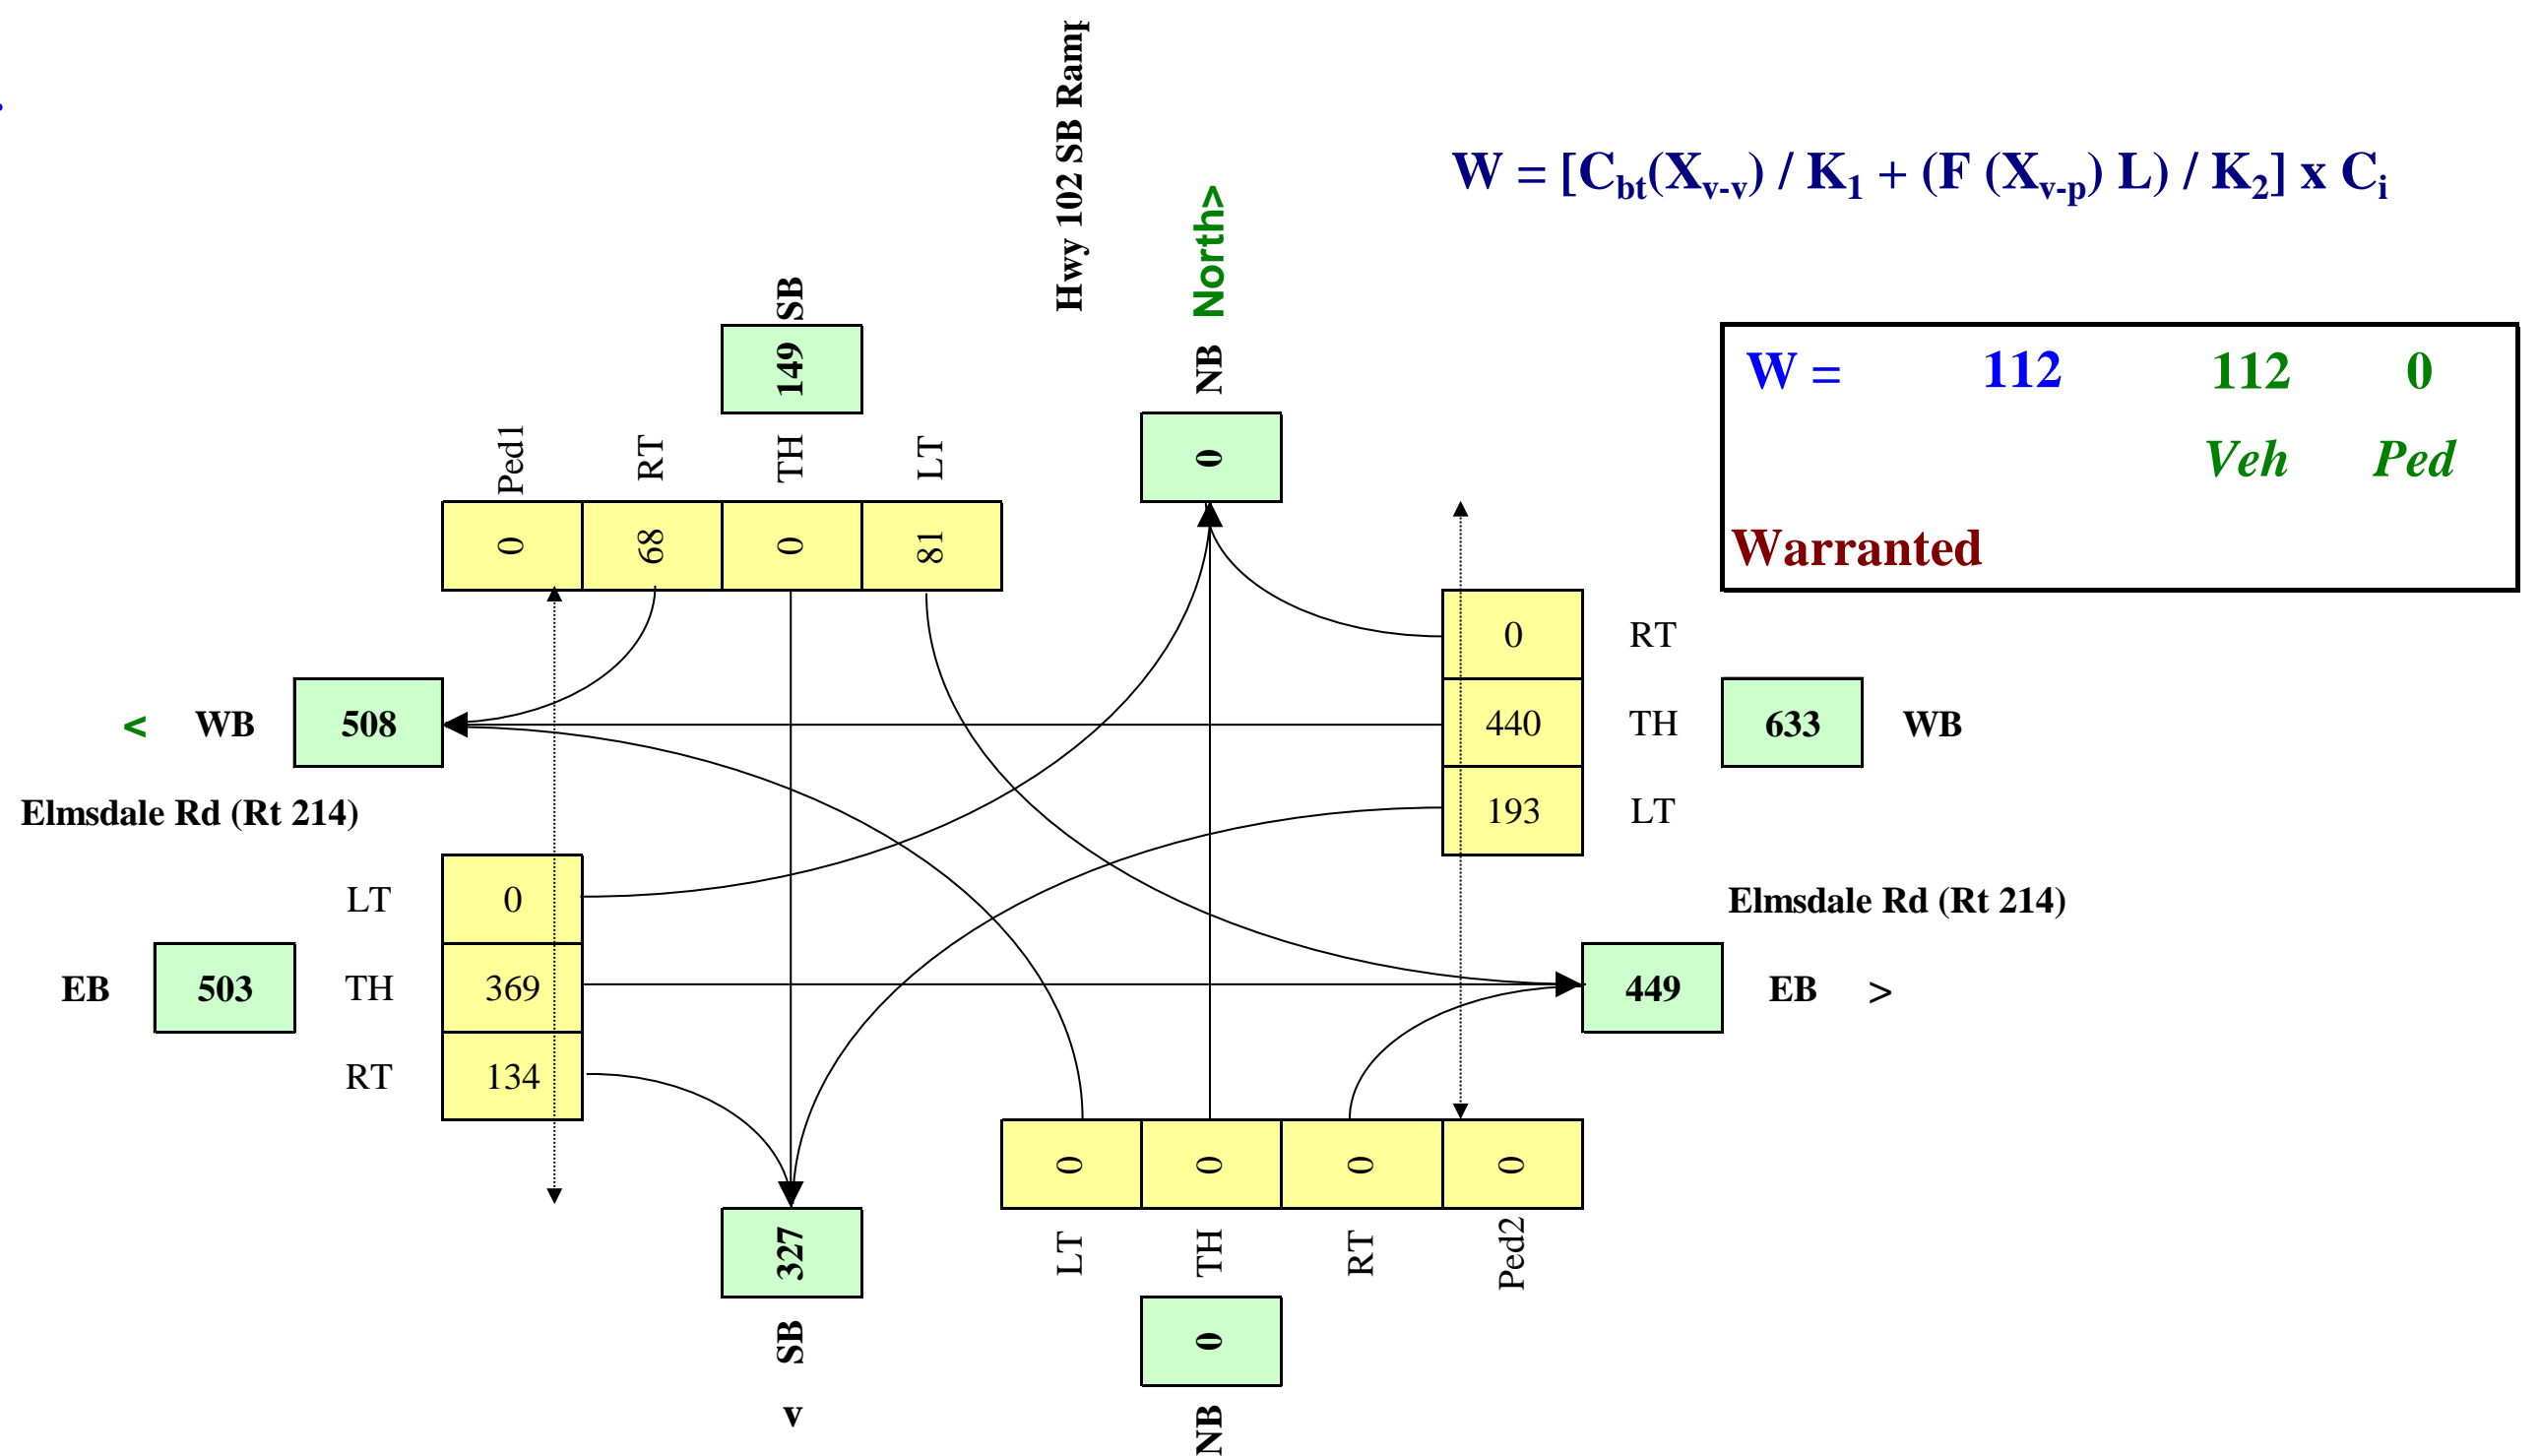 Hwy 102 SB Ramp
W = [Cbt(Xv-v) / K1 + (F (Xv-p) L) / K2] x Ci
North>
SB
NB
149
0
W = 112 112 0
Veh Ped
Warranted
Ped1 RT TH LT
0 68 0 81
0 RT
< WB 508
440 TH 633 WB
193 LT
Elmsdale Rd (Rt 214)
LT 0
Elmsdale Rd (Rt 214)
EB 503 TH 369
449 EB >
RT 134
0 0 0 0
LT TH RT Ped2
327
SB
v
0
NB